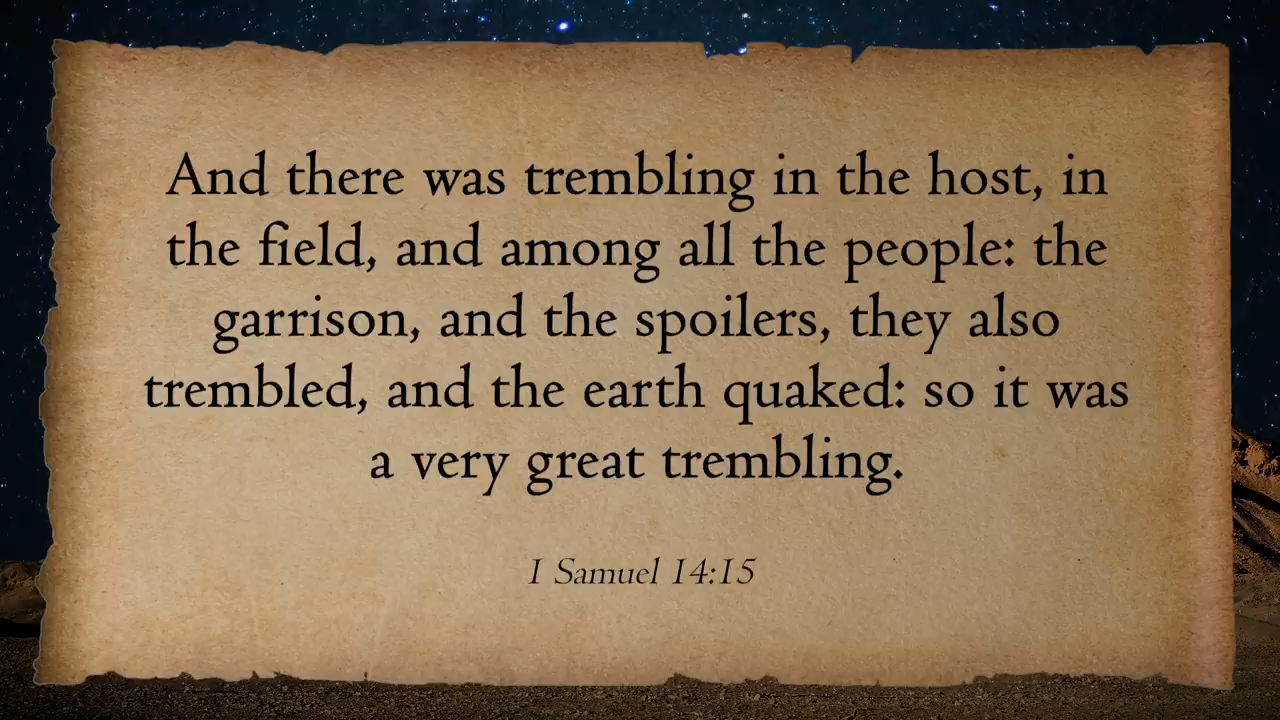 And there was trembling in the host, in
the field, and among all the people: the
garrison, and the spoilers, they also
trembled, and the earth quaked: so it was
a very great trembling.
I Samuel 14:15